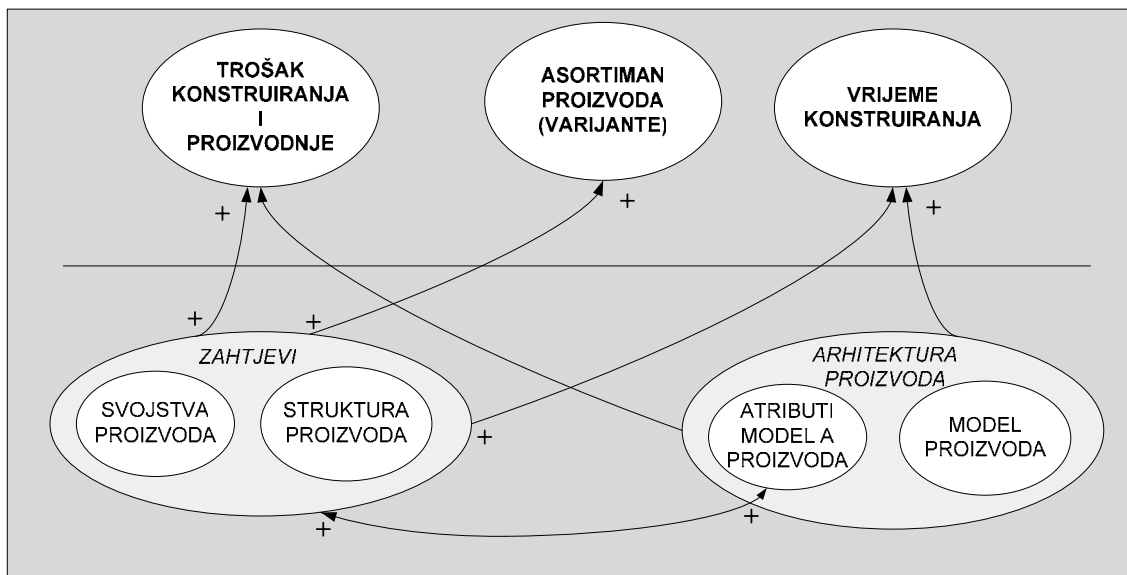 TROŠAK
KONSTRUIRANJA
I
PROIZVODNJE
ASORTIMAN
PROIZVODA
(VARIJANTE)
VRIJEME
KONSTRUIRANJA
+
+
+
+
+
ZAHTJEVI
SVOJSTVA
PROIZVODA
STRUKTURA
PROIZVODA
+
ARHITEKTURA
PROIZVODA
ATRIBUTI
MODEL A
PROIZVODA
MODEL
PROIZVODA
+
+